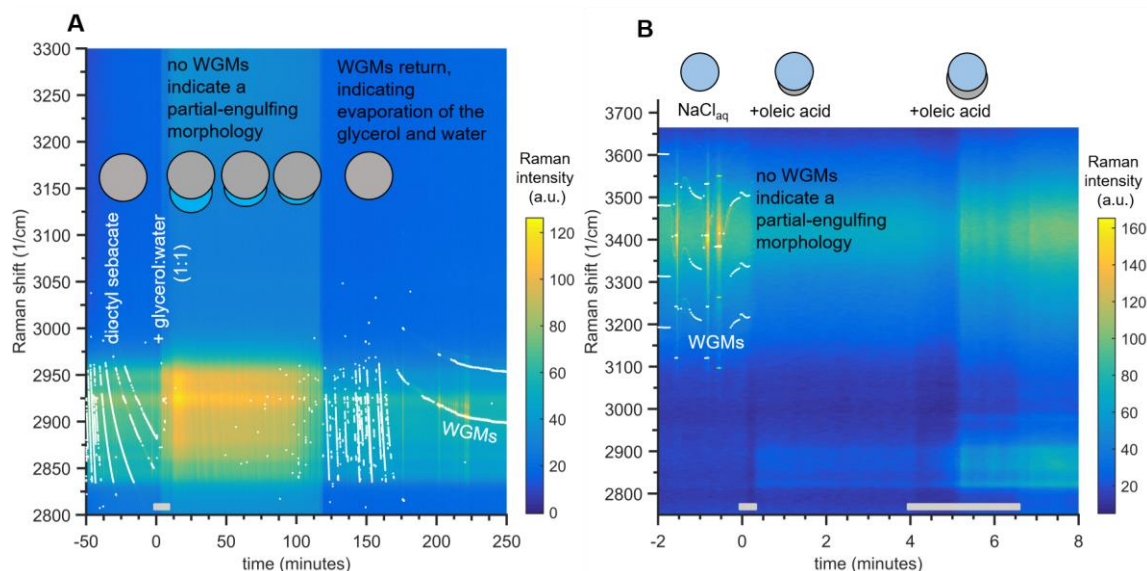 A
no WGMs
indicate a
partial-engulfing
morphology
WGMs return,
indicating
evaporation of the
glycerol and water
dioctyl sebacate
+ glycerol:water
(1:1)
WGMs
Raman shift (1/cm)
3300
3250
3200
3150
3100
3050
3000
2950
2900
2850
2800
-50
0
50
100
150
200
250
time (minutes)
Raman
intensity
(a.u.)
120
100
80
60
40
20
0
B
NaClaq
+oleic acid
+oleic acid
no WGMs
indicate a
partial-engulfing
morphology
WGMs
Raman shift (1/cm)
3700
3600
3500
3400
3300
3200
3100
3000
2900
2800
-2
0
2
4
6
8
time (minutes)
Raman
intensity
(a.u.)
160
140
120
100
80
60
40
20